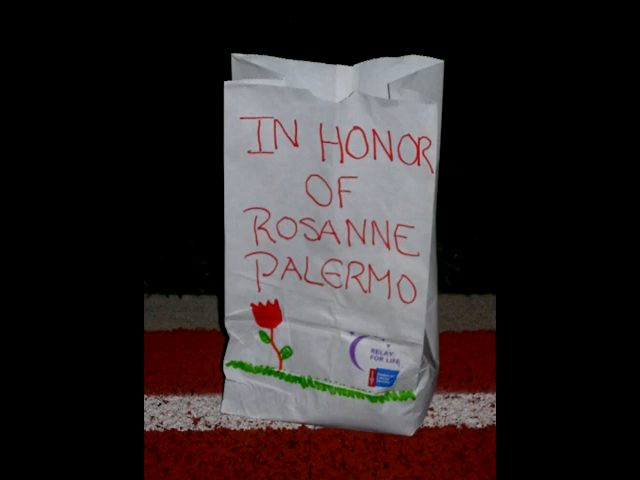 IN HONOR
OF
ROSANNE
PALERMO
RELAY
FOR LIFE